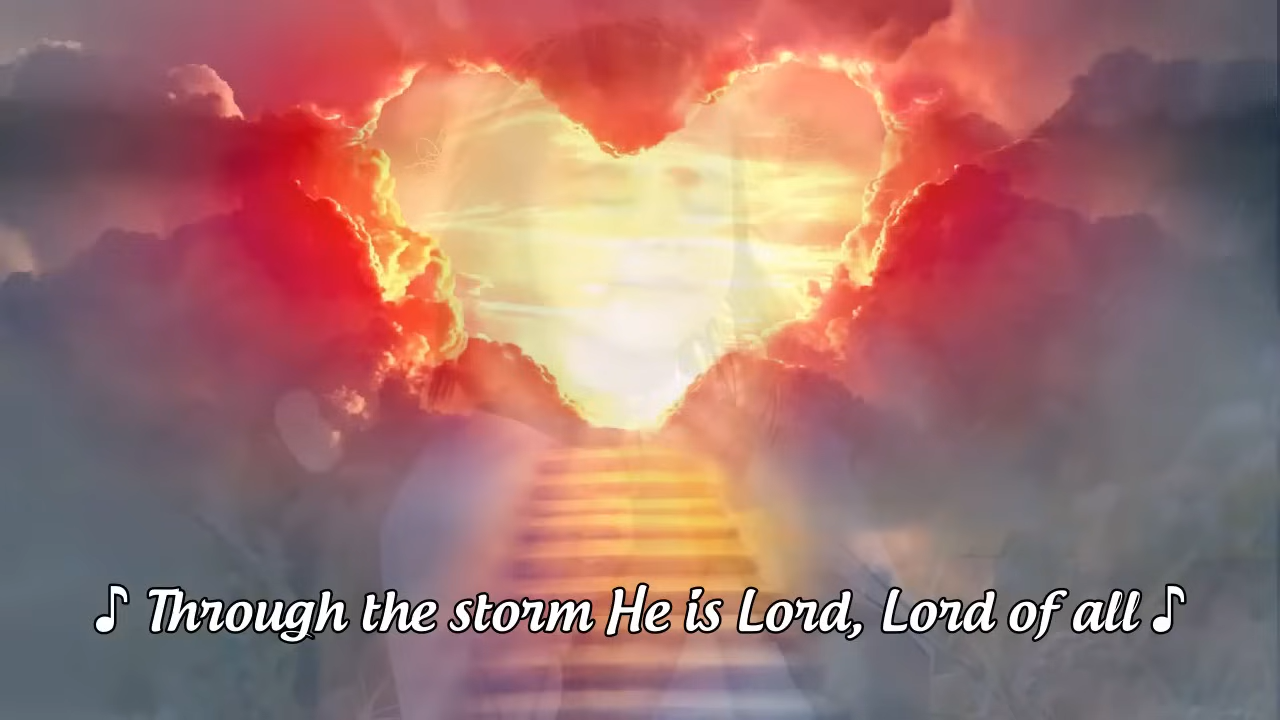 ♪ Through the storm He is Lord, Lord of all ♪